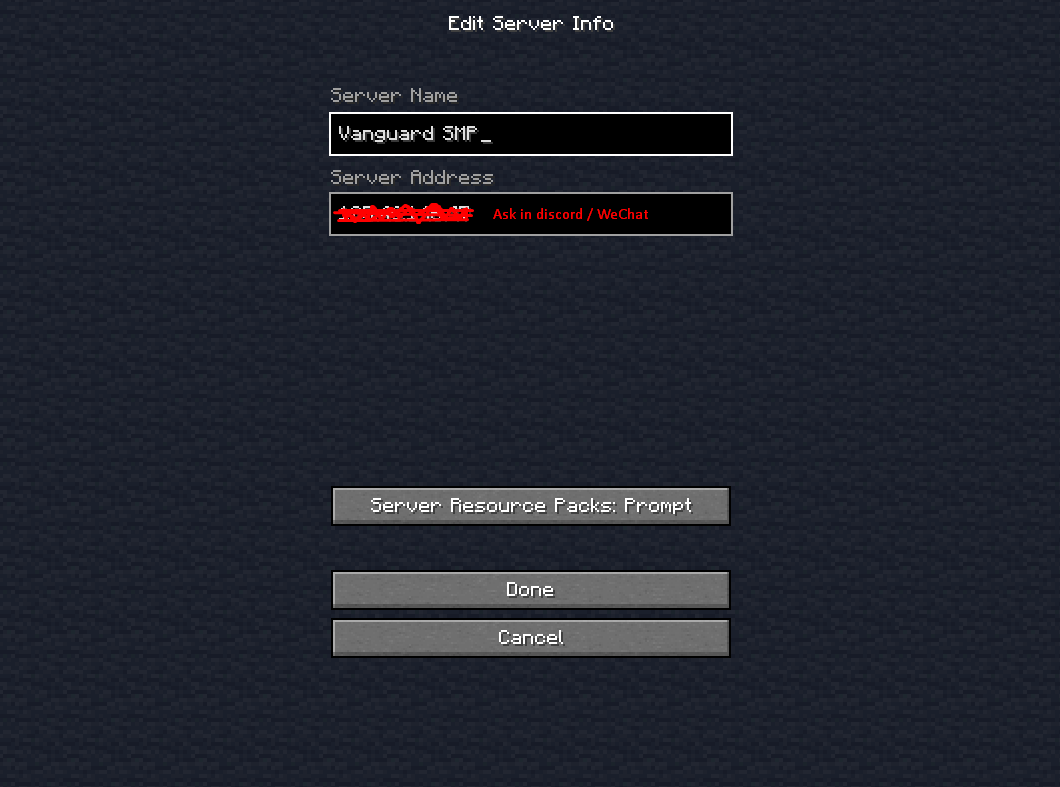 Edit Server Info
Server Name
Vanguard SMP_
Server Address
Ask in discord / WeChat
Server Resource Packs: Prompt
Done
Cancel